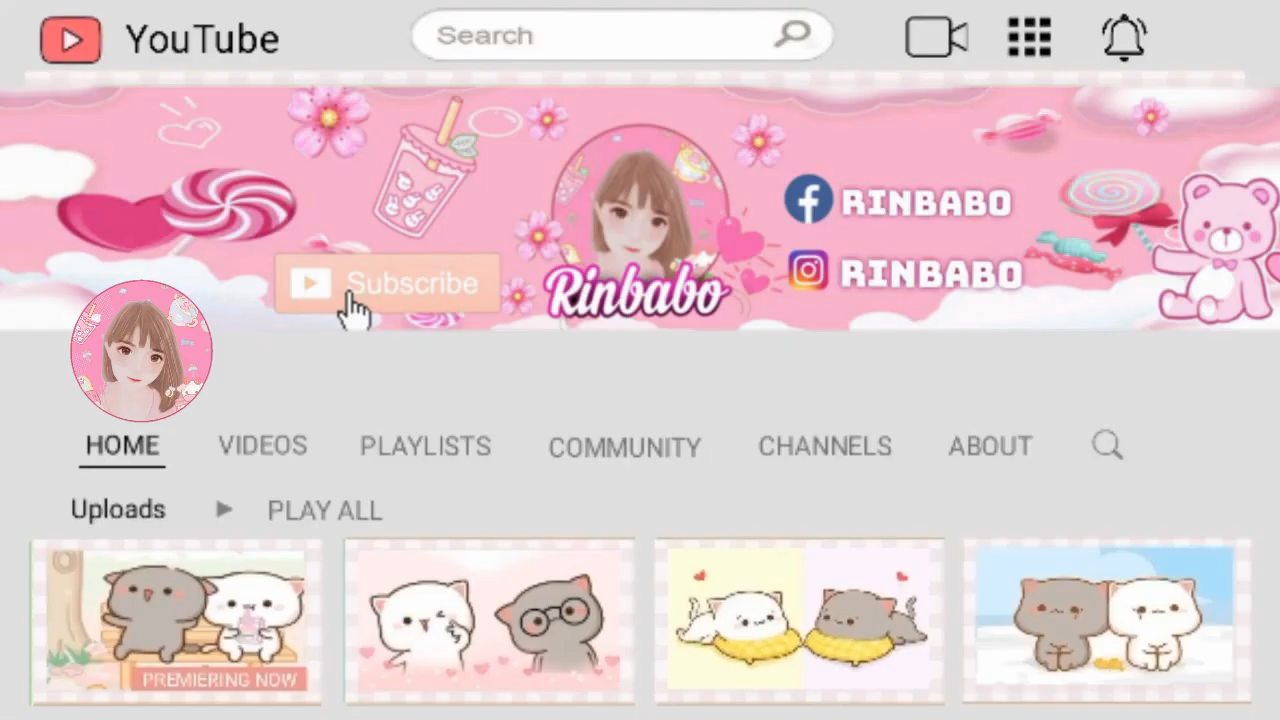 YouTube
Search
RINBABO
Subscribe
Rinbabo
RINBABO
HOME VIDEOS PLAYLISTS COMMUNITY CHANNELS ABOUT
Uploads PLAY ALL
PREMIERING NOW